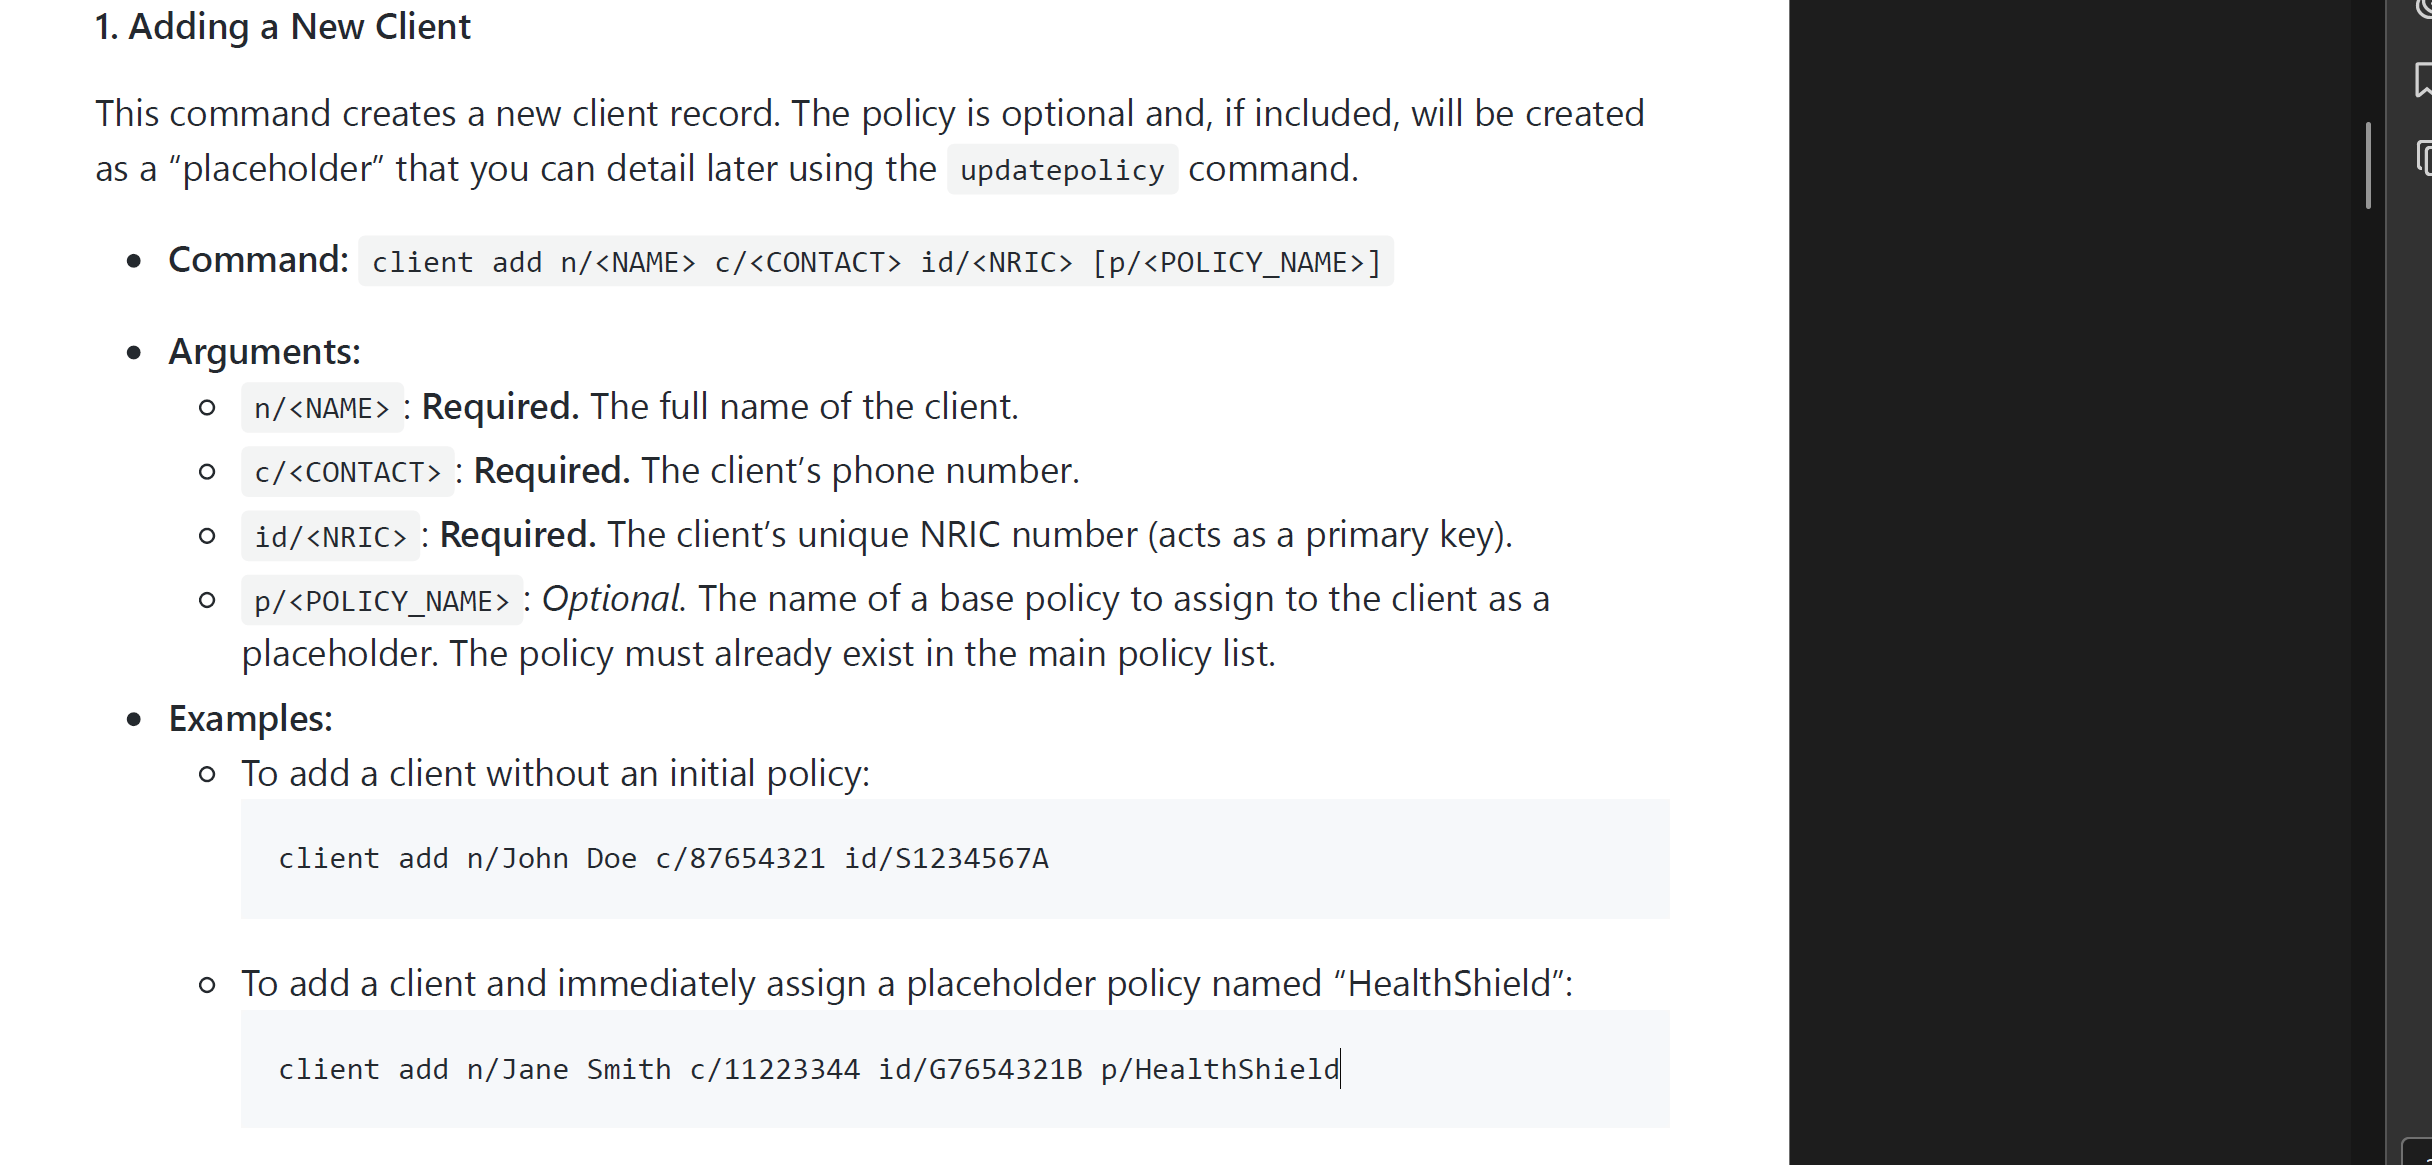 1. Adding a New Client
This command creates a new client record. The policy is optional and, if included, will be created
as a “placeholder” that you can detail later using the updatepolicy command.
• Command: client add n/<NAME> c/<CONTACT> id/<NRIC> [p/<POLICY_NAME>]
• Arguments:
○ n/<NAME> : Required. The full name of the client.
○ c/<CONTACT> : Required. The client’s phone number.
○ id/<NRIC> : Required. The client’s unique NRIC number (acts as a primary key).
○ p/<POLICY_NAME> : Optional. The name of a base policy to assign to the client as a
placeholder. The policy must already exist in the main policy list.
• Examples:
○ To add a client without an initial policy:
client add n/John Doe c/87654321 id/S1234567A
○ To add a client and immediately assign a placeholder policy named “HealthShield”:
client add n/Jane Smith c/11223344 id/G7654321B p/HealthShield